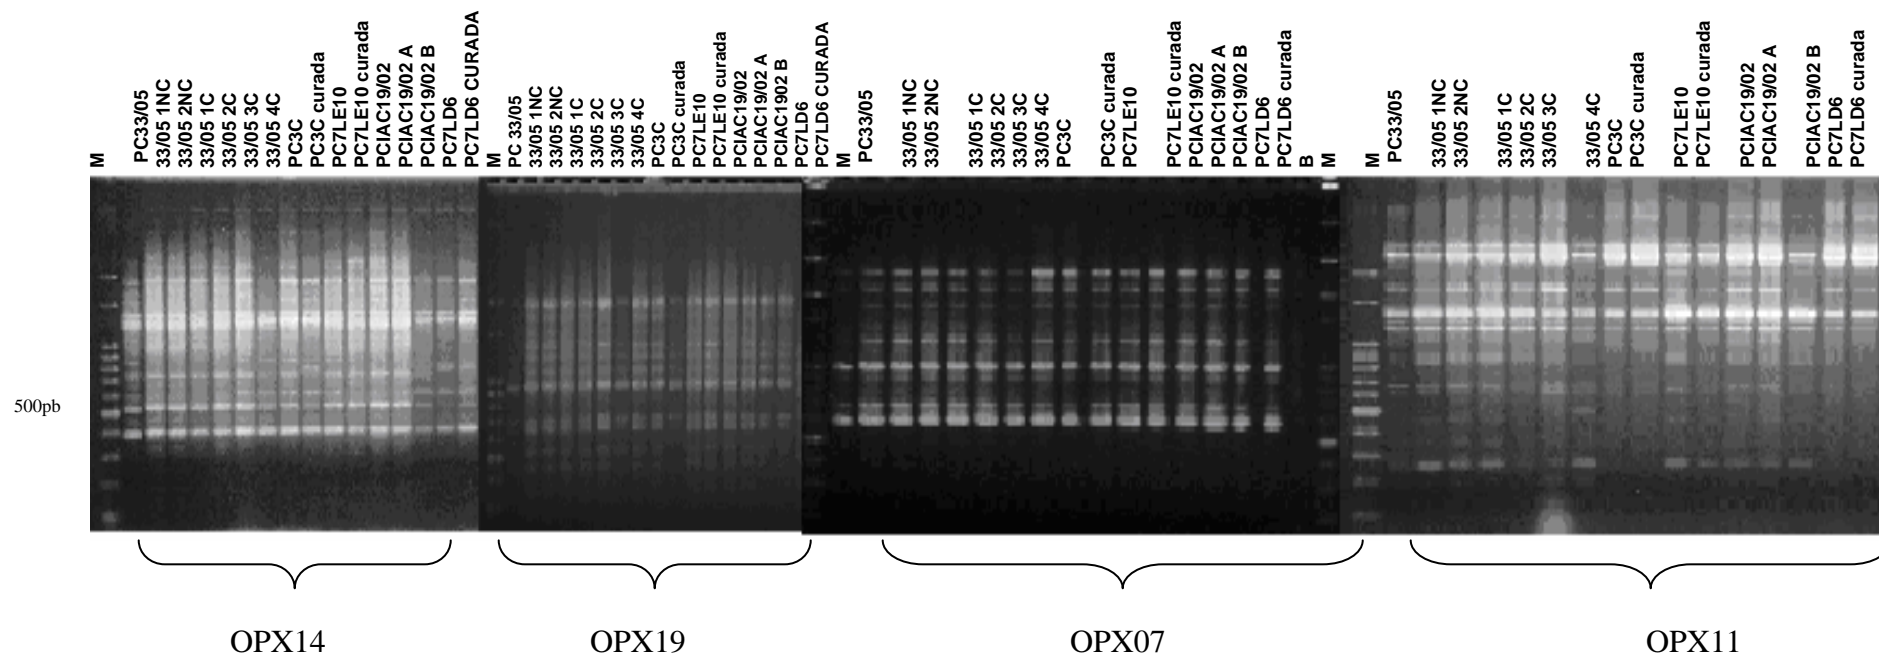 M
PC33/05
33/05 1NC
33/05 2NC
33/05 1C
33/05 2C
33/05 3C
33/05 4C
PC3C
PC3C curada
PC7LE10
PC7LE10 curada
PCIAC19/02
PCIAC19/02 A
PCIAC19/02 B
PC7LD6
PC7LD6 CURADA
M
PC 33/05
33/05 1NC
33/05 2NC
33/05 1C
33/05 2C
33/05 3C
33/05 4C
PC3C
PC3C curada
PC7LE10
PC7LE10 curada
PCIAC19/02
PCIAC19/02 A
PCIAC1902 B
PC7LD6
PC7LD6 CURADA
M
PC33/05
33/05 1NC
33/05 2NC
33/05 1C
33/05 2C
33/05 3C
33/05 4C
PC3C
PC3C curada
PC7LE10
PC7LE10 curada
PCIAC19/02
PCIAC19/02 A
PCIAC19/02 B
PC7LD6
PC7LD6 curada
B
M
M
PC33/05
33/05 1NC
33/05 2NC
33/05 1C
33/05 2C
33/05 3C
33/05 4C
PC3C
PC3C curada
PC7LE10
PC7LE10 curada
PCIAC19/02
PCIAC19/02 A
PCIAC19/02 B
PC7LD6
PC7LD6 curada
500pb
OPX14
OPX19
OPX07
OPX11